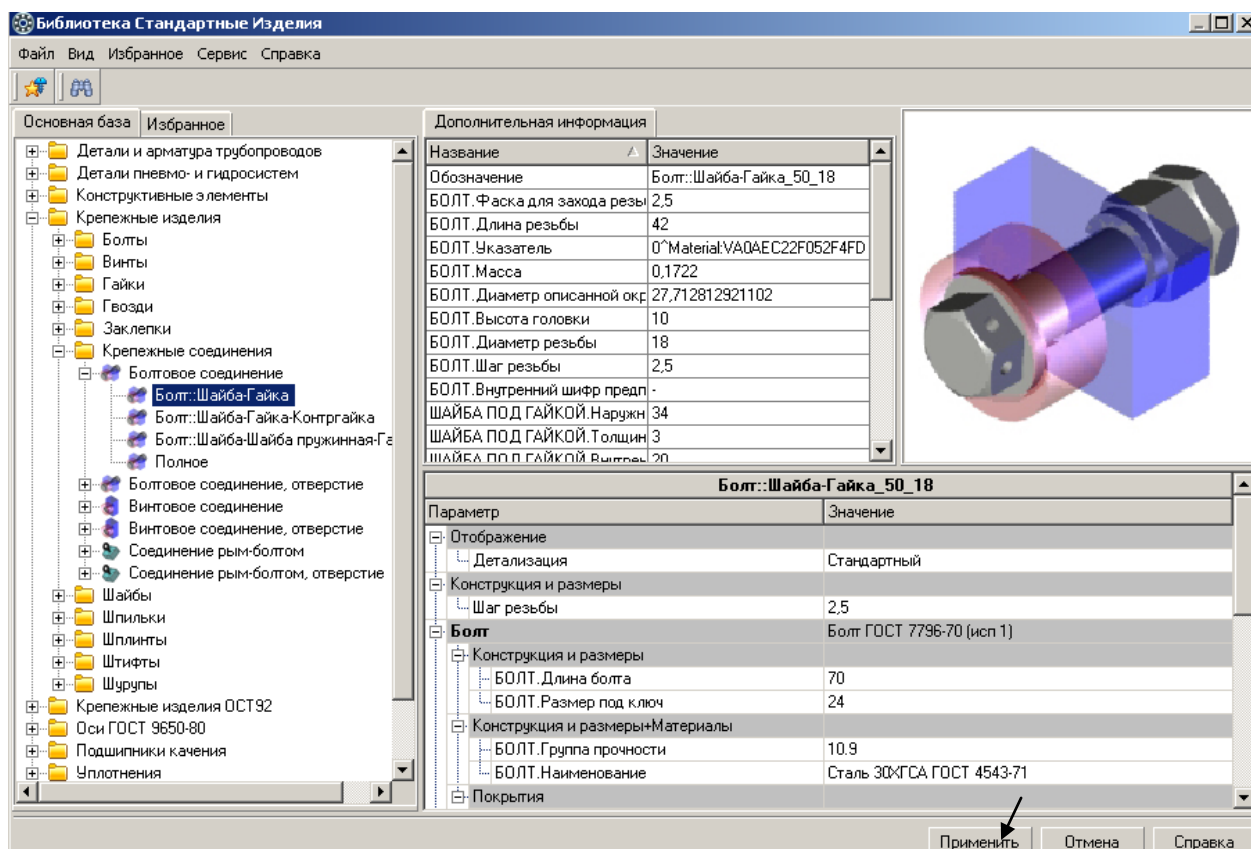 Библиотека Стандартные Изделия
Файл Вид Избранное Сервис Справка
Основная база Избранное
Детали и арматура трубопроводов
Детали пневмо- и гидросистем
Конструктивные элементы
Крепежные изделия
Болты
Винты
Гайки
Гвозди
Заклепки
Крепежные соединения
Болтовое соединение
Болт::Шайба-Гайка
Болт::Шайба-Гайка-Контргайка
Болт::Шайба-Шайба пружинная-Га
Полное
Болтовое соединение, отверстие
Винтовое соединение
Винтовое соединение, отверстие
Соединение рым-болтом
Соединение рым-болтом, отверстие
Шайбы
Шпильки
Шплинты
Штифты
Шурупы
Крепежные изделия ОСТ92
Оси ГОСТ 9650-80
Подшипники качения
Уплотнения
Дополнительная информация
Название Значение
Обозначение Болт::Шайба-Гайка_50_18
БОЛТ.Фаска для захода резы 2,5
БОЛТ.Длина резьбы 42
БОЛТ.Указатель 0^Material:VA0AEC22F052F4FD
БОЛТ.Масса 0,1722
БОЛТ.Диаметр описанной окр 27,712812921102
БОЛТ.Высота головки 10
БОЛТ.Диаметр резьбы 18
БОЛТ.Шаг резьбы 2,5
БОЛТ.Внутренний шифр предп -
ШАЙБА ПОД ГАЙКОЙ.Наружн 34
ШАЙБА ПОД ГАЙКОЙ.Толщин 3
ШАЙБА ПОД ГАЙКОЙ.Внутрен 20
Болт::Шайба-Гайка_50_18
Параметр Значение
Отображение
Детализация Стандартный
Конструкция и размеры
Шаг резьбы 2,5
Болт Болт ГОСТ 7796-70 (исп 1)
Конструкция и размеры
БОЛТ.Длина болта 70
БОЛТ.Размер под ключ 24
Конструкция и размеры+Материалы
БОЛТ.Группа прочности 10.9
БОЛТ.Наименование Сталь 30ХГСА ГОСТ 4543-71
Покрытия
Применить Отмена Справка